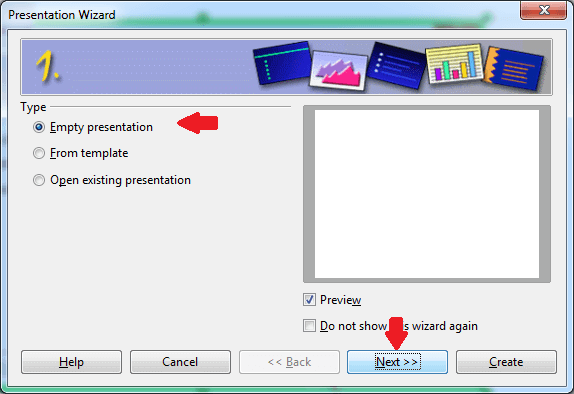 Presentation Wizard
1.
Type
Empty presentation
From template
Open existing presentation
Preview
Do not show s wizard again
Help
Cancel
<< Back
Next >>
Create